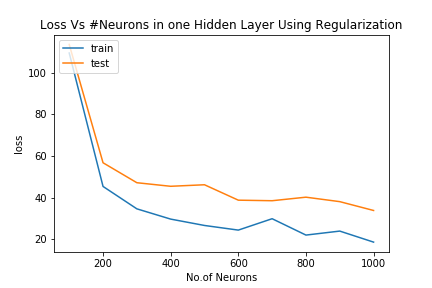 Loss Vs #Neurons in one Hidden Layer Using Regularization
train
test
100
80
60
40
20
loss
200
400
600
800
1000
No.of Neurons